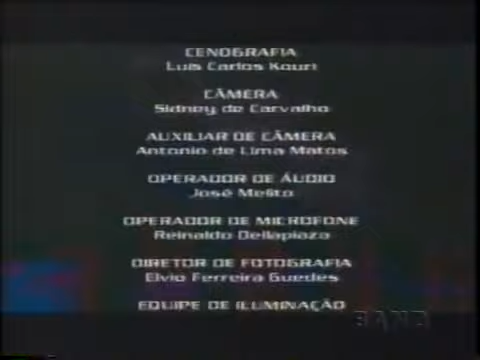 CENOGRAFIA
Luis Carlos Kouri
CÂMERA
Sidney de Carvalho
AUXILIAR DE CÂMERA
Antonio de Lima Matos
OPERADOR DE ÁUDIO
José Melito
OPERADOR DE MICROFONE
Reinaldo Dellapiaza
DIRETOR DE FOTOGRAFIA
Elvio Ferreira Guedes
EQUIPE DE ILUMINAÇÃO
BAND